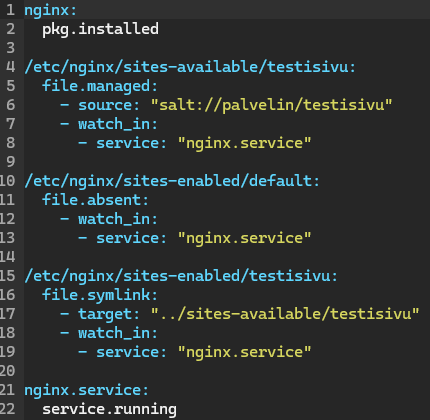 1 nginx:
2   pkg.installed
3
4 /etc/nginx/sites-available/testisivu:
5   file.managed:
6     - source: "salt://palvelin/testisivu"
7     - watch_in:
8       - service: "nginx.service"
9
10 /etc/nginx/sites-enabled/default:
11   file.absent:
12     - watch_in:
13       - service: "nginx.service"
14
15 /etc/nginx/sites-enabled/testisivu:
16   file.symlink:
17     - target: "../sites-available/testisivu"
18     - watch_in:
19       - service: "nginx.service"
20
21 nginx.service:
22   service.running